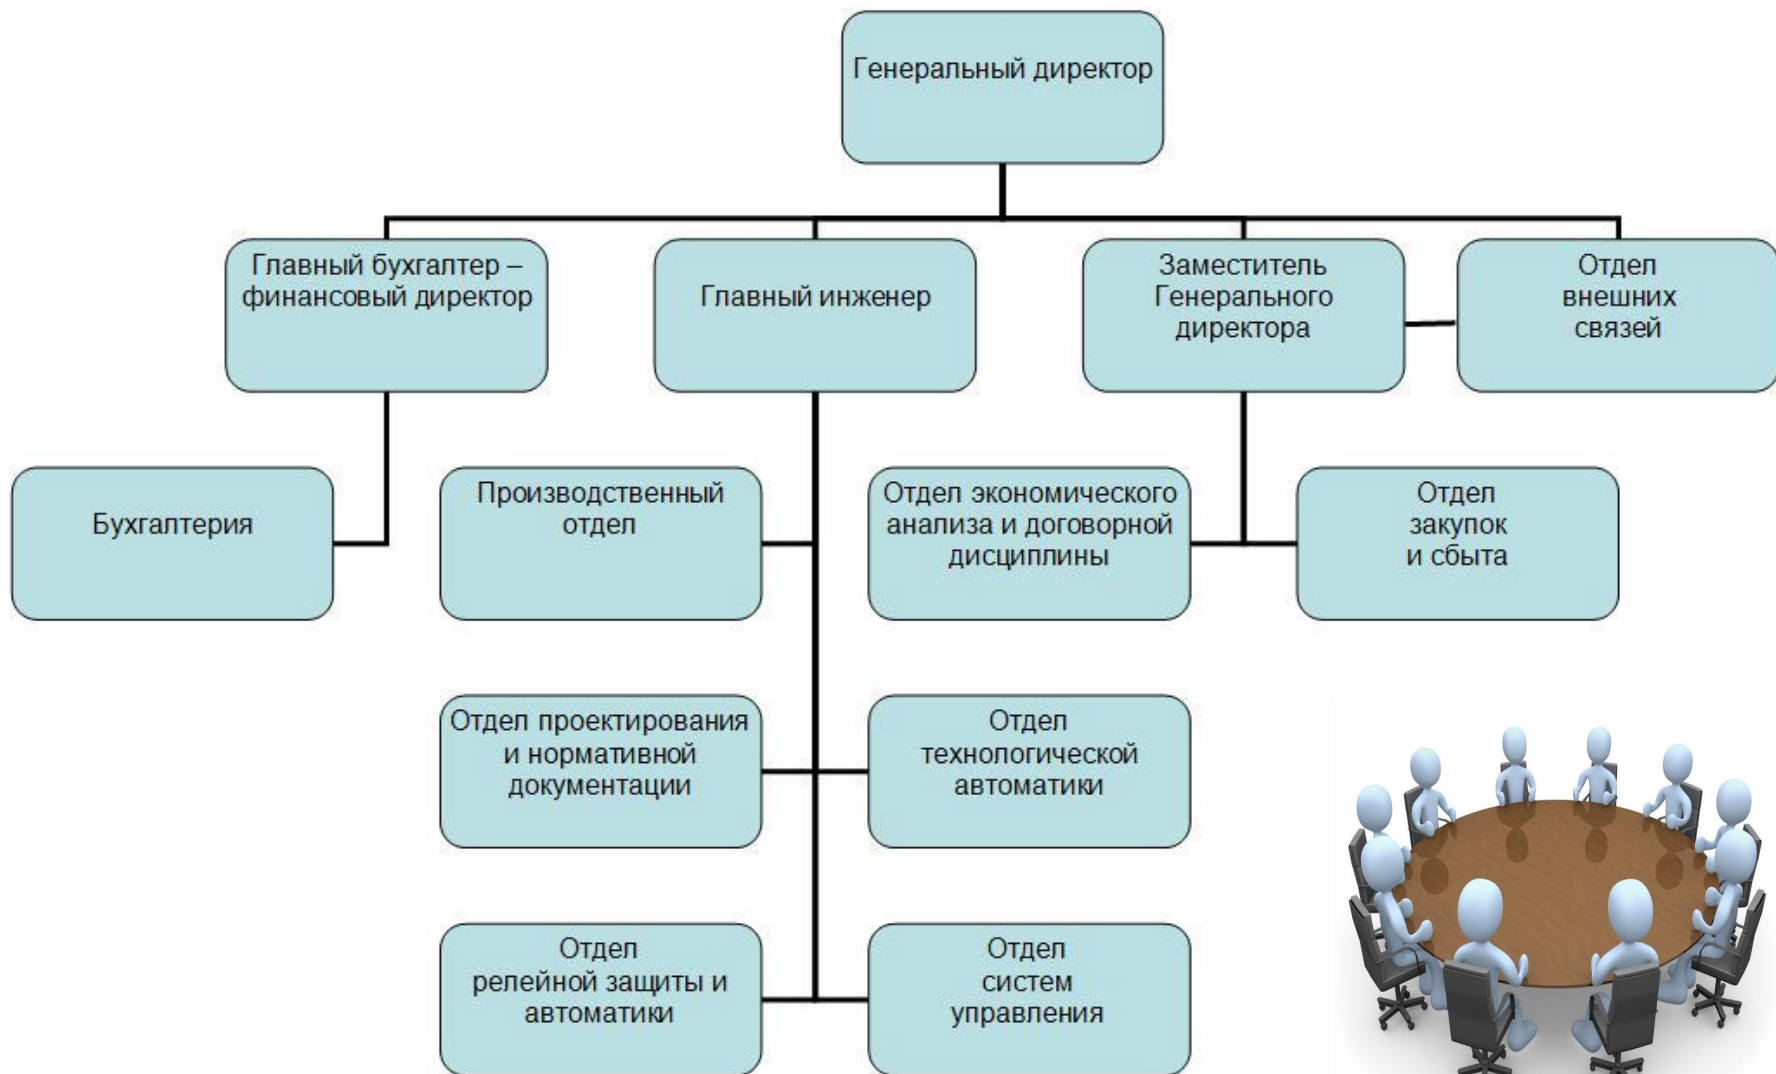 Генеральный директор
Главный бухгалтер –
финансовый директор
Главный инженер
Заместитель
Генерального
директора
Отдел
внешних
связей
Бухгалтерия
Производственный
отдел
Отдел экономического
анализа и договорной
дисциплины
Отдел
закупок
и сбыта
Отдел проектирования
и нормативной
документации
Отдел
технологической
автоматики
Отдел
релейной защиты и
автоматики
Отдел
систем
управления